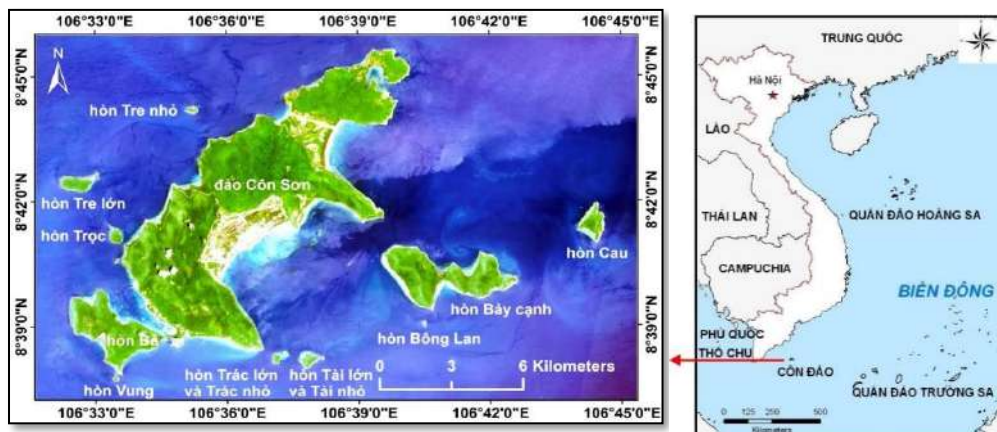 106°33'0"E 106°36'0"E 106°39'0"E 106°42'0"E 106°45'0"E
8°45'0"N
8°42'0"N
8°39'0"N
8°45'0"N
8°42'0"N
8°39'0"N
N
hòn Tre nhỏ
hòn Tre lớn
đảo Côn Sơn
hòn Trọc
hòn Cau
hòn Bảy cạnh
hòn Bà
hòn Bông Lan
hòn Vung
hòn Trác lớn
và Trác nhỏ
hòn Tài lớn
và Tài nhỏ
0 3 6 Kilometers
106°33'0"E 106°36'0"E 106°39'0"E 106°42'0"E 106°45'0"E
TRUNG QUỐC
Hà Nội
LÀO
THÁI LAN
QUẦN ĐẢO HOÀNG SA
CAMPUCHIA
BIỂN ĐÔNG
PHÚ QUỐC
THỔ CHU
CÔN ĐẢO
QUẦN ĐẢO TRƯỜNG SA
0 125 250 500
Kilometers